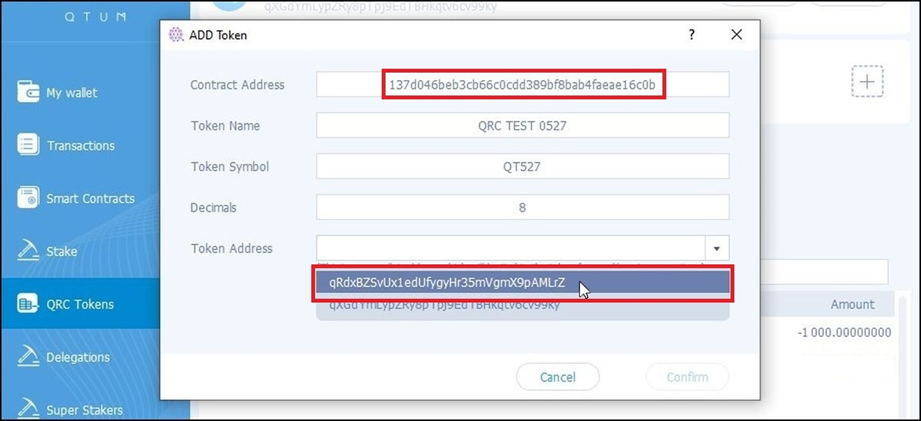 QTUM
qXGdYmLypZRy8pTpj9EdTBHkqtv6cv99ky
ADD Token
?
My wallet
Transactions
Smart Contracts
Stake
QRC Tokens
Delegations
Super Stakers
Contract Address 137d046beb3cb66c0cdd389bf8bab4faeae16c0b
Token Name QRC TEST 0527
Token Symbol QT527
Decimals 8
Token Address
qRdxBZSvUx1edUfygyHr35mVgmX9pAMLrZ
qXGdYmLypZRy8pTpj9EdTBHkqtv6cv99ky
Cancel
Confirm
Amount
-1 000.00000000